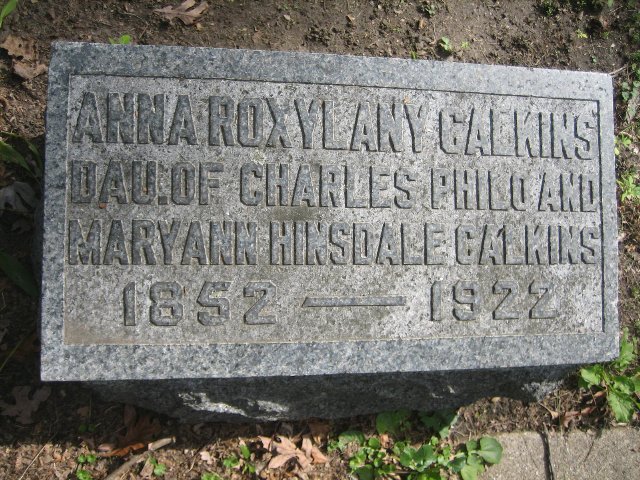 ANNA ROXYLANY CALKINS
DAU. OF CHARLES PHILO AND
MARYANN HINSDALE CALKINS
1852 — 1922